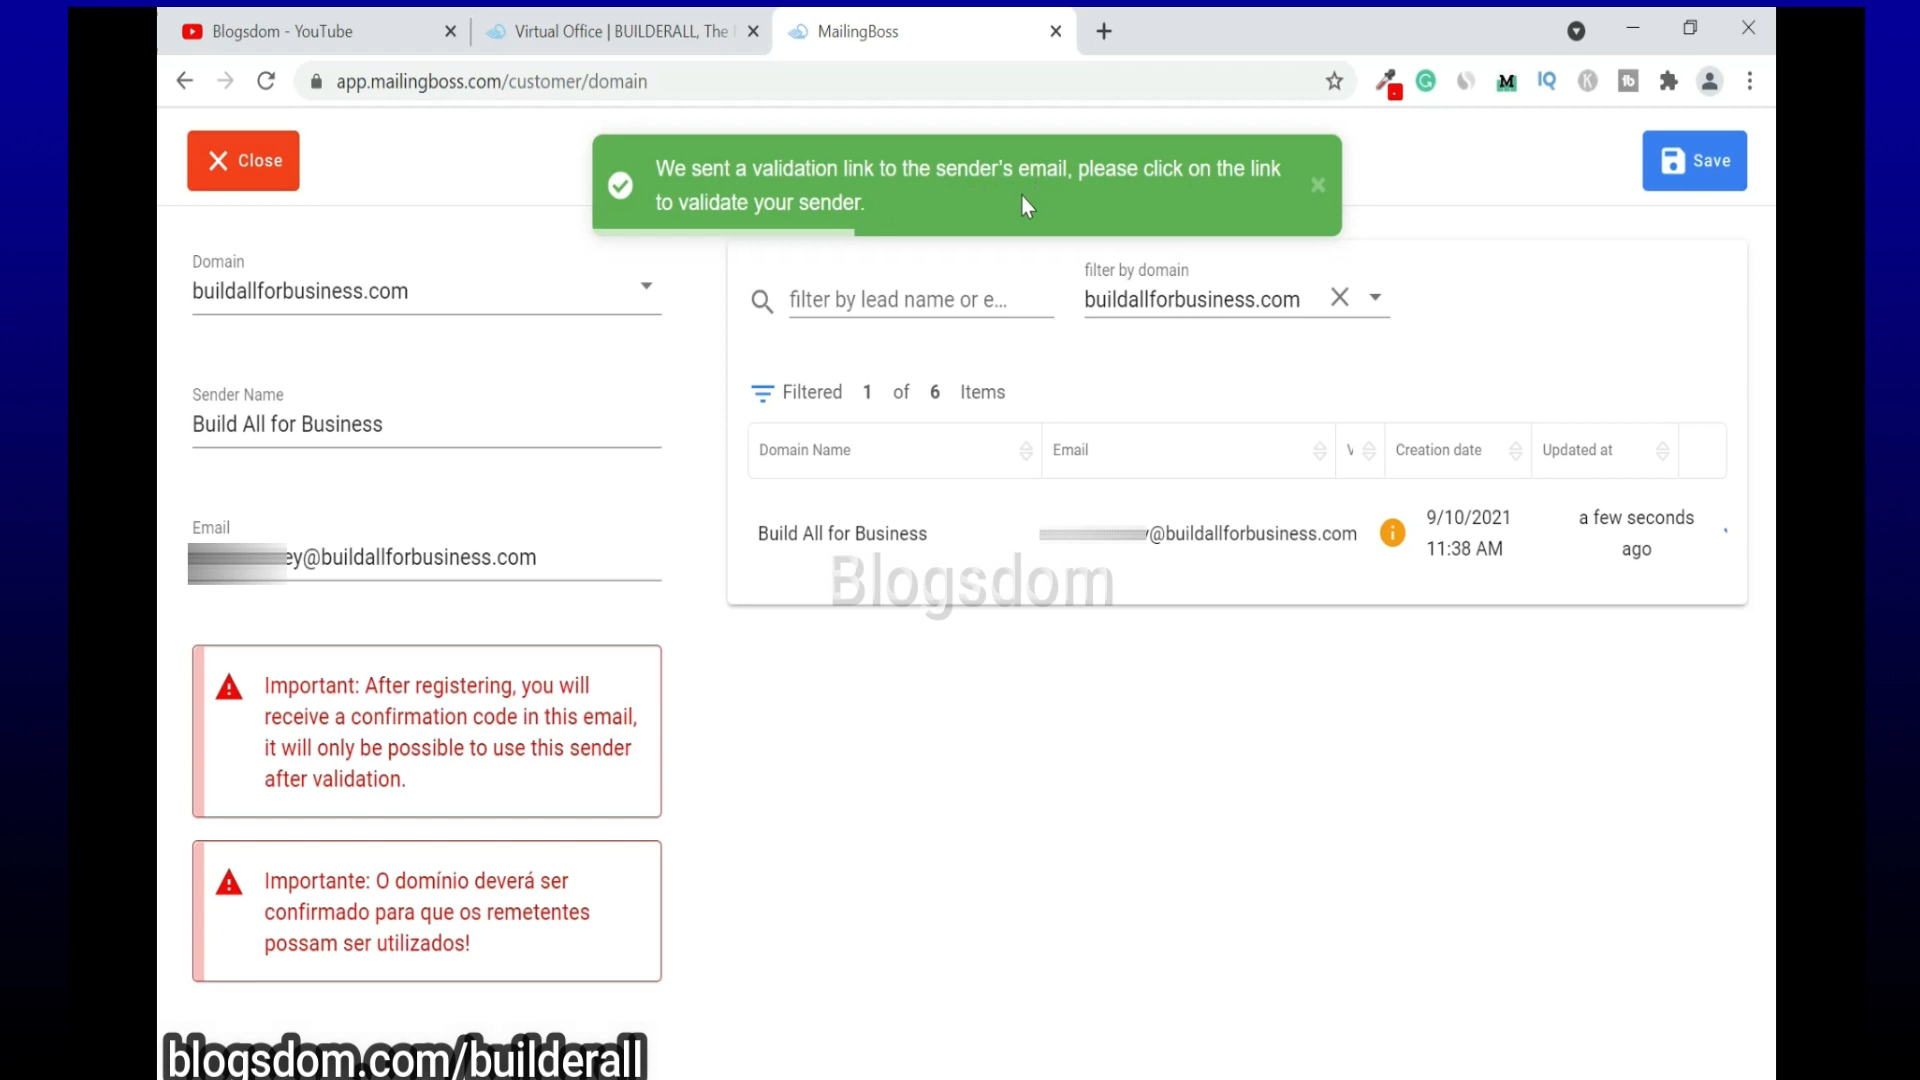 Blogsdom - YouTube
Virtual Office | BUILDERALL, The
MailingBoss
app.mailingboss.com/customer/domain
Close
We sent a validation link to the sender's email, please click on the link
to validate your sender.
Save
Domain
buildallforbusiness.com
Sender Name
Build All for Business
Email
ey@buildallforbusiness.com
Important: After registering, you will
receive a confirmation code in this email,
it will only be possible to use this sender
after validation.
Importante: O domínio deverá ser
confirmado para que os remetentes
possam ser utilizados!
filter by lead name or e...
filter by domain
buildallforbusiness.com
Filtered 1 of 6 Items
Domain Name Email V Creation date Updated at
Build All for Business y@buildallforbusiness.com 9/10/2021 a few seconds
11:38 AM ago
Blogsdom
blogsdom.com/builderall